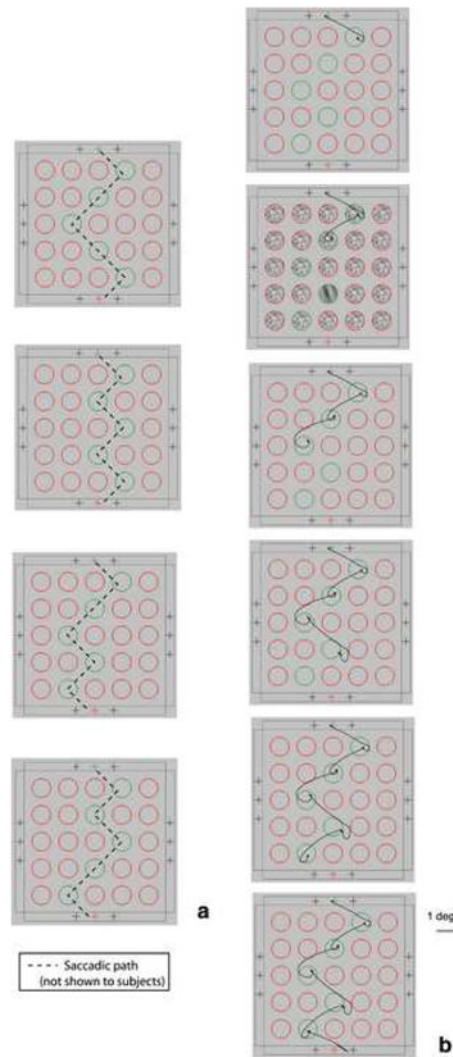 a
1 deg
- - - - Saccadic path
(not shown to subjects)
b